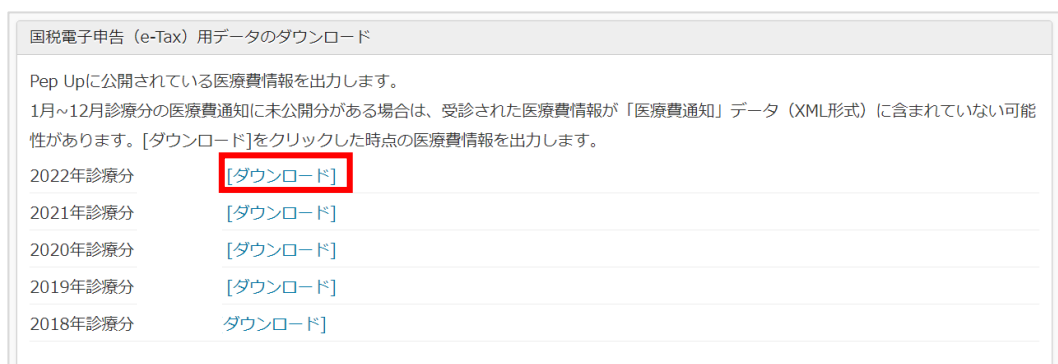 国税電子申告（e-Tax）用データのダウンロード
Pep Upに公開されている医療費情報を出力します。
1月~12月診療分の医療費通知に未公開分がある場合は、受診された医療費情報が「医療費通知」データ（XML形式）に含まれていない可能
性があります。[ダウンロード]をクリックした時点の医療費情報を出力します。
2022年診療分 [ダウンロード]
2021年診療分 [ダウンロード]
2020年診療分 [ダウンロード]
2019年診療分 [ダウンロード]
2018年診療分 ダウンロード]